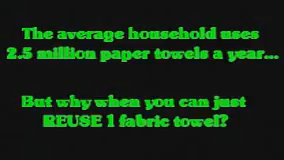 The average household uses
2.5 million paper towels a year...
But why when you can just
REUSE 1 fabric towel?